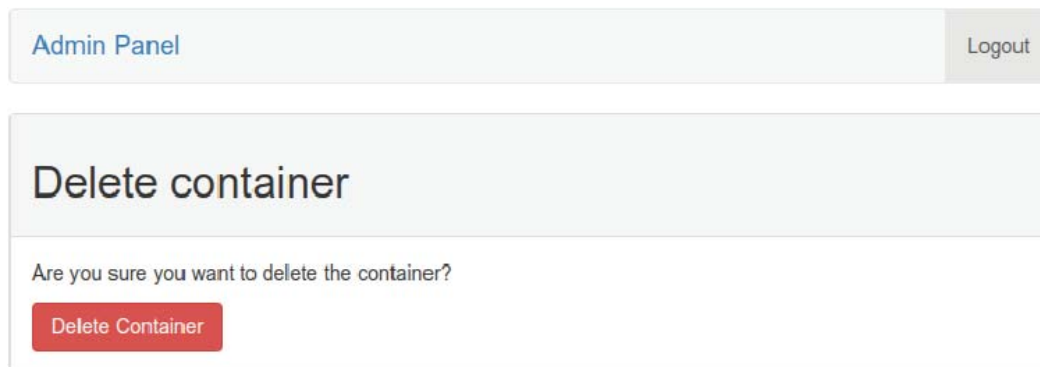 Admin Panel Logout
Delete container
Are you sure you want to delete the container?
Delete Container